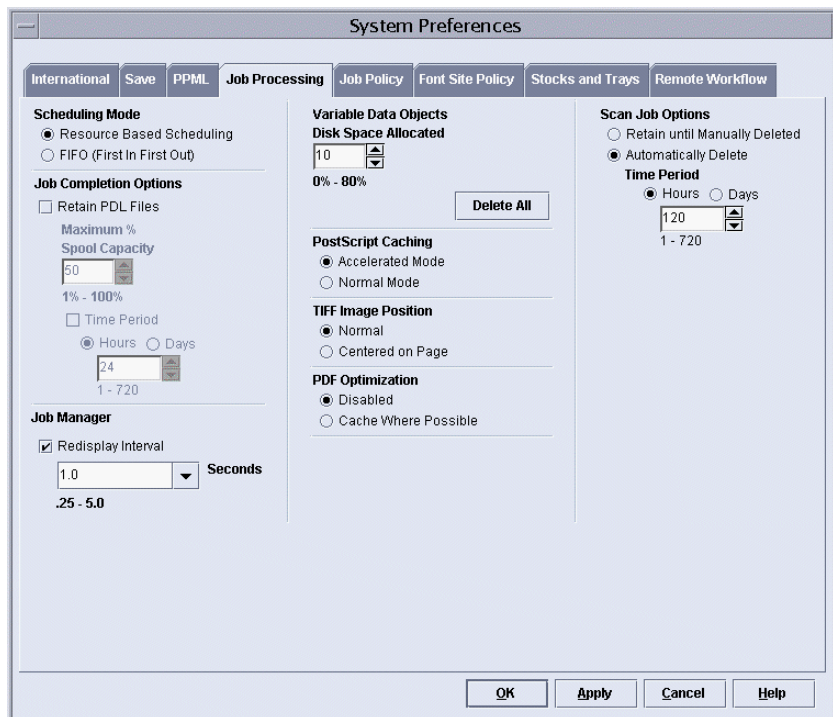 System Preferences
International Save PPML Job Processing Job Policy Font Site Policy Stocks and Trays Remote Workflow
Scheduling Mode
Resource Based Scheduling
FIFO (First In First Out)
Job Completion Options
Retain PDL Files
Maximum %
Spool Capacity
50
1% - 100%
Time Period
Hours Days
24
1 - 720
Job Manager
Redisplay Interval
1.0 Seconds
.25 - 5.0
Variable Data Objects
Disk Space Allocated
10
0% - 80%
Delete All
PostScript Caching
Accelerated Mode
Normal Mode
TIFF Image Position
Normal
Centered on Page
PDF Optimization
Disabled
Cache Where Possible
Scan Job Options
Retain until Manually Deleted
Automatically Delete
Time Period
Hours Days
120
1 - 720
OK Apply Cancel Help